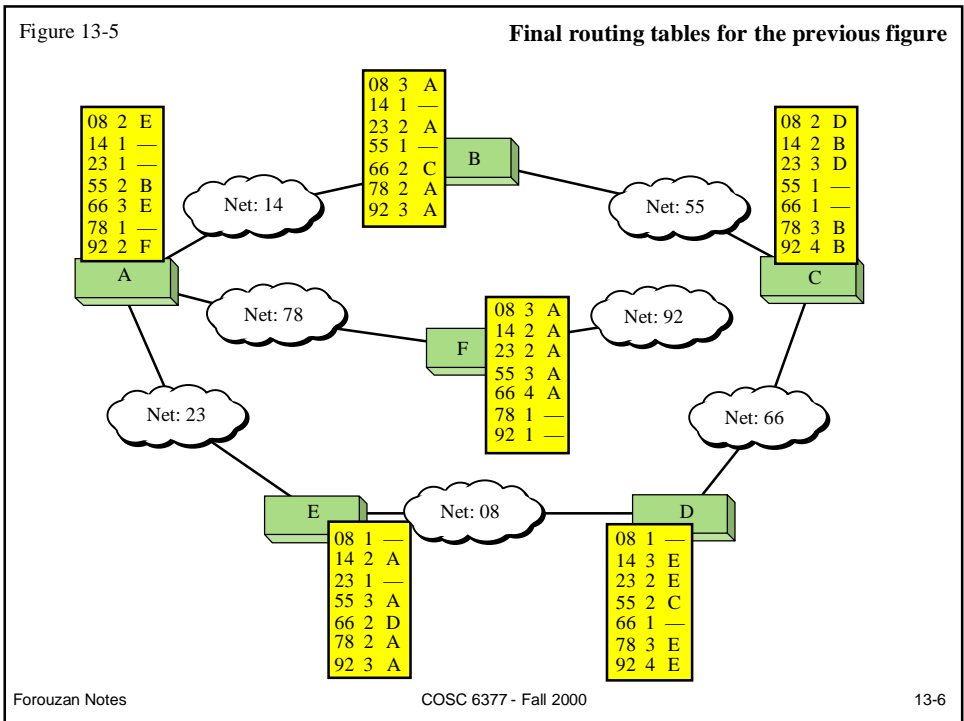 Figure 13-5
Final routing tables for the previous figure
08 3 A
14 1 —
23 2 A
55 1 —
66 2 C
78 2 A
92 3 A
B
08 2 E
14 1 —
23 1 —
55 2 B
66 3 E
78 1 —
92 2 F
A
08 2 D
14 2 B
23 3 D
55 1 —
66 1 —
78 3 B
92 4 B
C
Net: 14
Net: 55
Net: 78
F
08 3 A
14 2 A
23 2 A
55 3 A
66 4 A
78 1 —
92 1 —
Net: 92
Net: 23
Net: 66
E
08 1 —
14 2 A
23 1 —
55 3 A
66 2 D
78 2 A
92 3 A
Net: 08
D
08 1 —
14 3 E
23 2 E
55 2 C
66 1 —
78 3 E
92 4 E
Forouzan Notes
COSC 6377 - Fall 2000
13-6